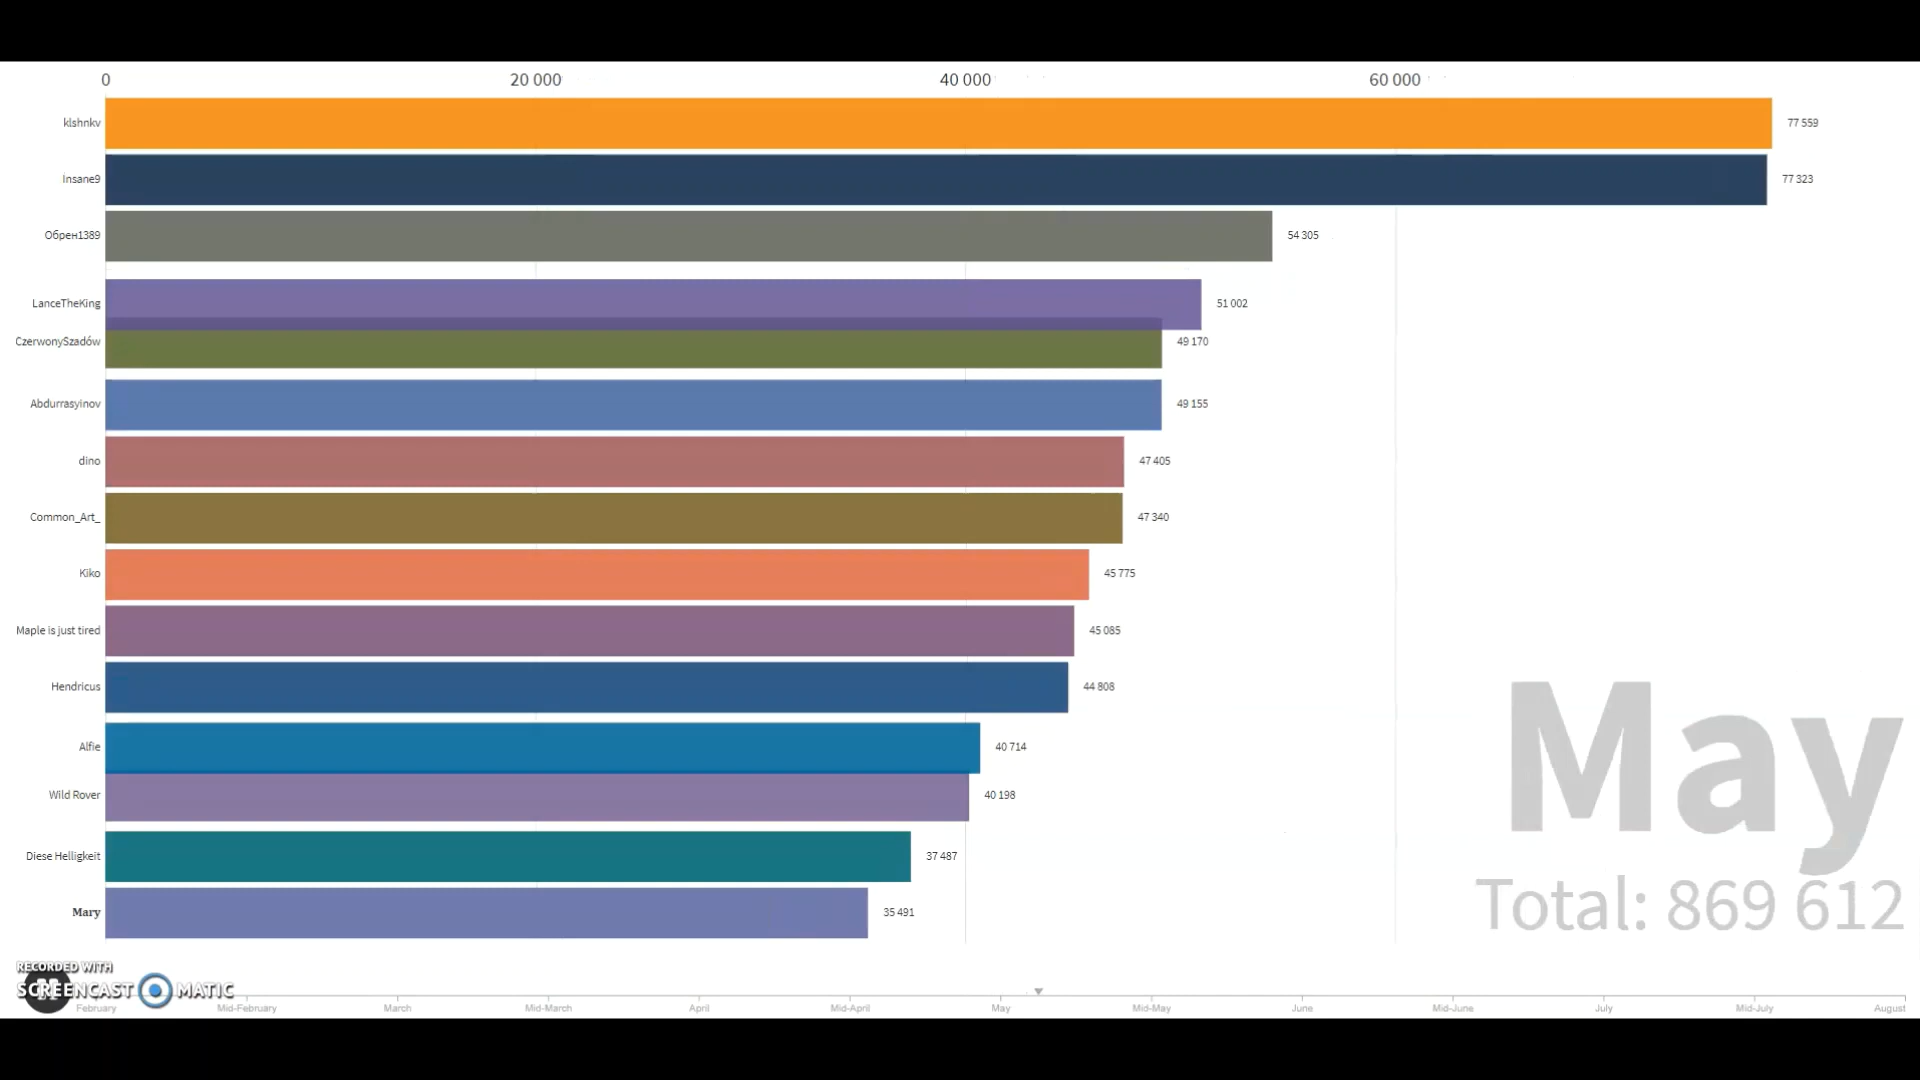 0 20 000 40 000 60 000
klshnkv 77 559
Insane9 77 323
Обрен1389 54 305
LanceTheKing 51 002
CzerwonySzadów 49 170
Abdurrasyinov 49 155
dino 47 405
Common_Art_ 47 340
Kiko 45 775
Maple is just tired 45 085
Hendricus 44 808
Alfie 40 714
Wild Rover 40 198
Diese Helligkeit 37 487
Mary 35 491
May
Total: 869 612
RECORDED WITH
SCREENCAST MATIC
February Mid-February March Mid-March April Mid-April May Mid-May June Mid-June July Mid-July August